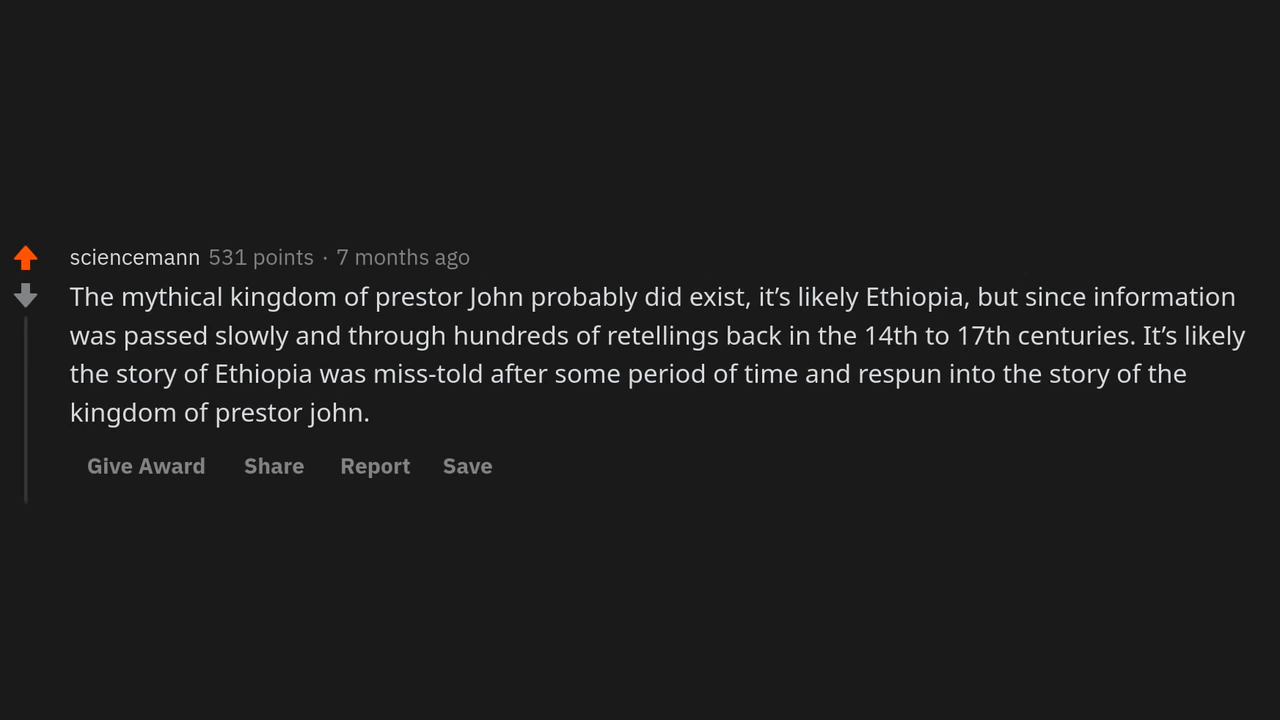 sciencemann 531 points · 7 months ago
The mythical kingdom of prestor John probably did exist, it’s likely Ethiopia, but since information
was passed slowly and through hundreds of retellings back in the 14th to 17th centuries. It’s likely
the story of Ethiopia was miss-told after some period of time and respun into the story of the
kingdom of prestor john.
Give Award Share Report Save